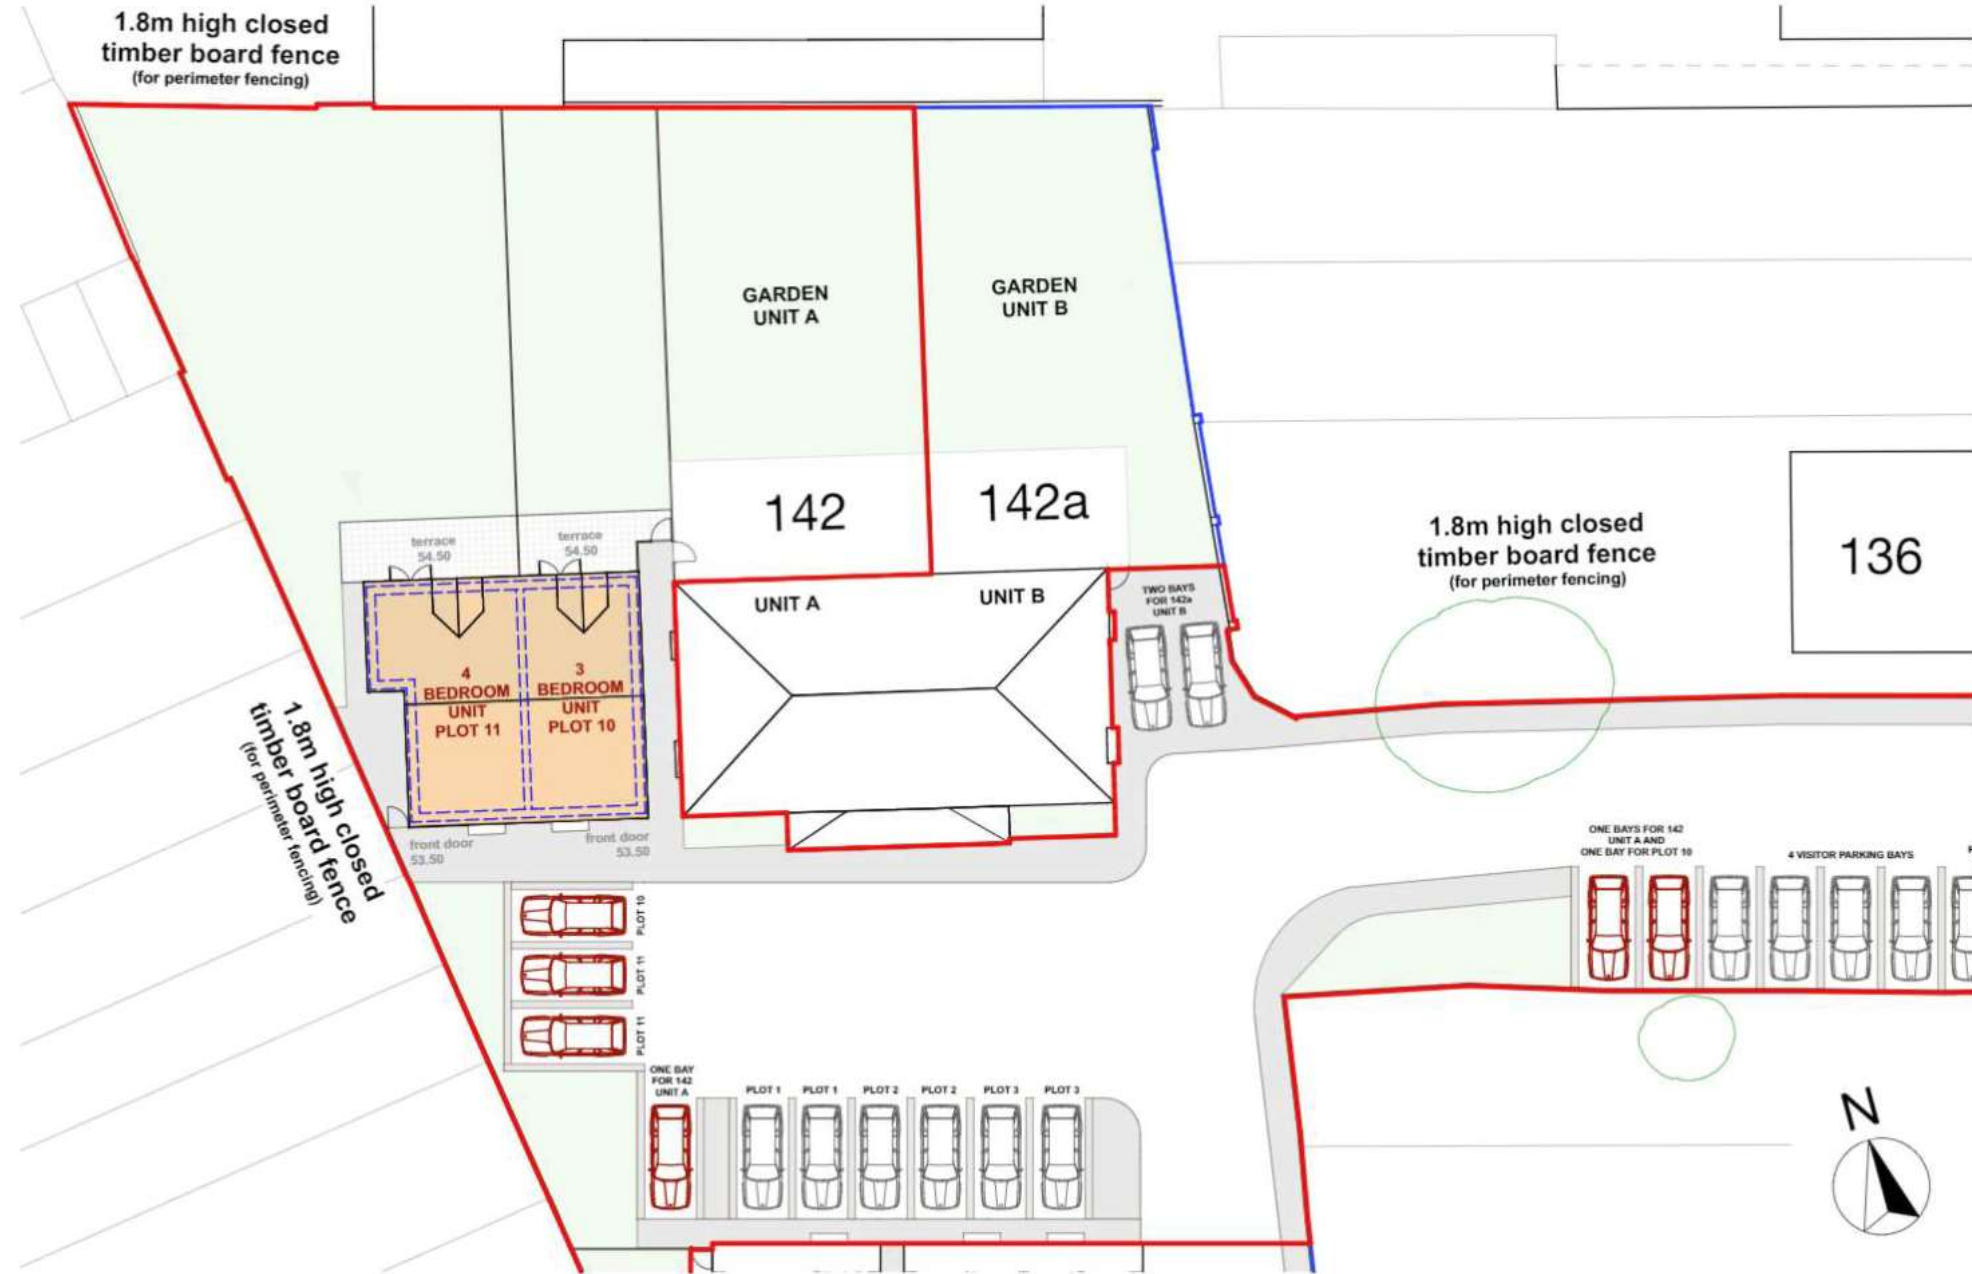 1.8m high closed
timber board fence
(for perimeter fencing)
GARDEN
UNIT A
GARDEN
UNIT B
142
142a
1.8m high closed
timber board fence
(for perimeter fencing)
136
terrace
54.50
terrace
54.50
UNIT A
UNIT B
TWO BAYS
FOR 142a
UNIT B
4
BEDROOM
UNIT
PLOT 11
3
BEDROOM
UNIT
PLOT 10
1.8m high closed
timber board fence
(for perimeter fencing)
front door
53.50
front door
53.50
ONE BAYS FOR 142
UNIT A AND
ONE BAY FOR PLOT 10
4 VISITOR PARKING BAYS
PLOT 10
PLOT 11
PLOT 11
ONE BAY
FOR 142
UNIT A
PLOT 1
PLOT 1
PLOT 2
PLOT 2
PLOT 3
PLOT 3
N